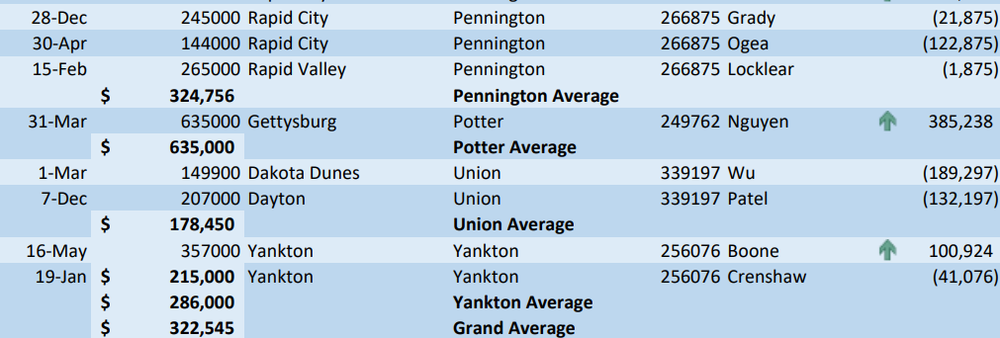 28-Dec 245000 Rapid City Pennington 266875 Grady (21,875)
30-Apr 144000 Rapid City Pennington 266875 Ogea (122,875)
15-Feb 265000 Rapid Valley Pennington 266875 Locklear (1,875)
$ 324,756 Pennington Average
31-Mar 635000 Gettysburg Potter 249762 Nguyen 385,238
$ 635,000 Potter Average
1-Mar 149900 Dakota Dunes Union 339197 Wu (189,297)
7-Dec 207000 Dayton Union 339197 Patel (132,197)
$ 178,450 Union Average
16-May 357000 Yankton Yankton 256076 Boone 100,924
19-Jan $ 215,000 Yankton Yankton 256076 Crenshaw (41,076)
$ 286,000 Yankton Average
$ 322,545 Grand Average